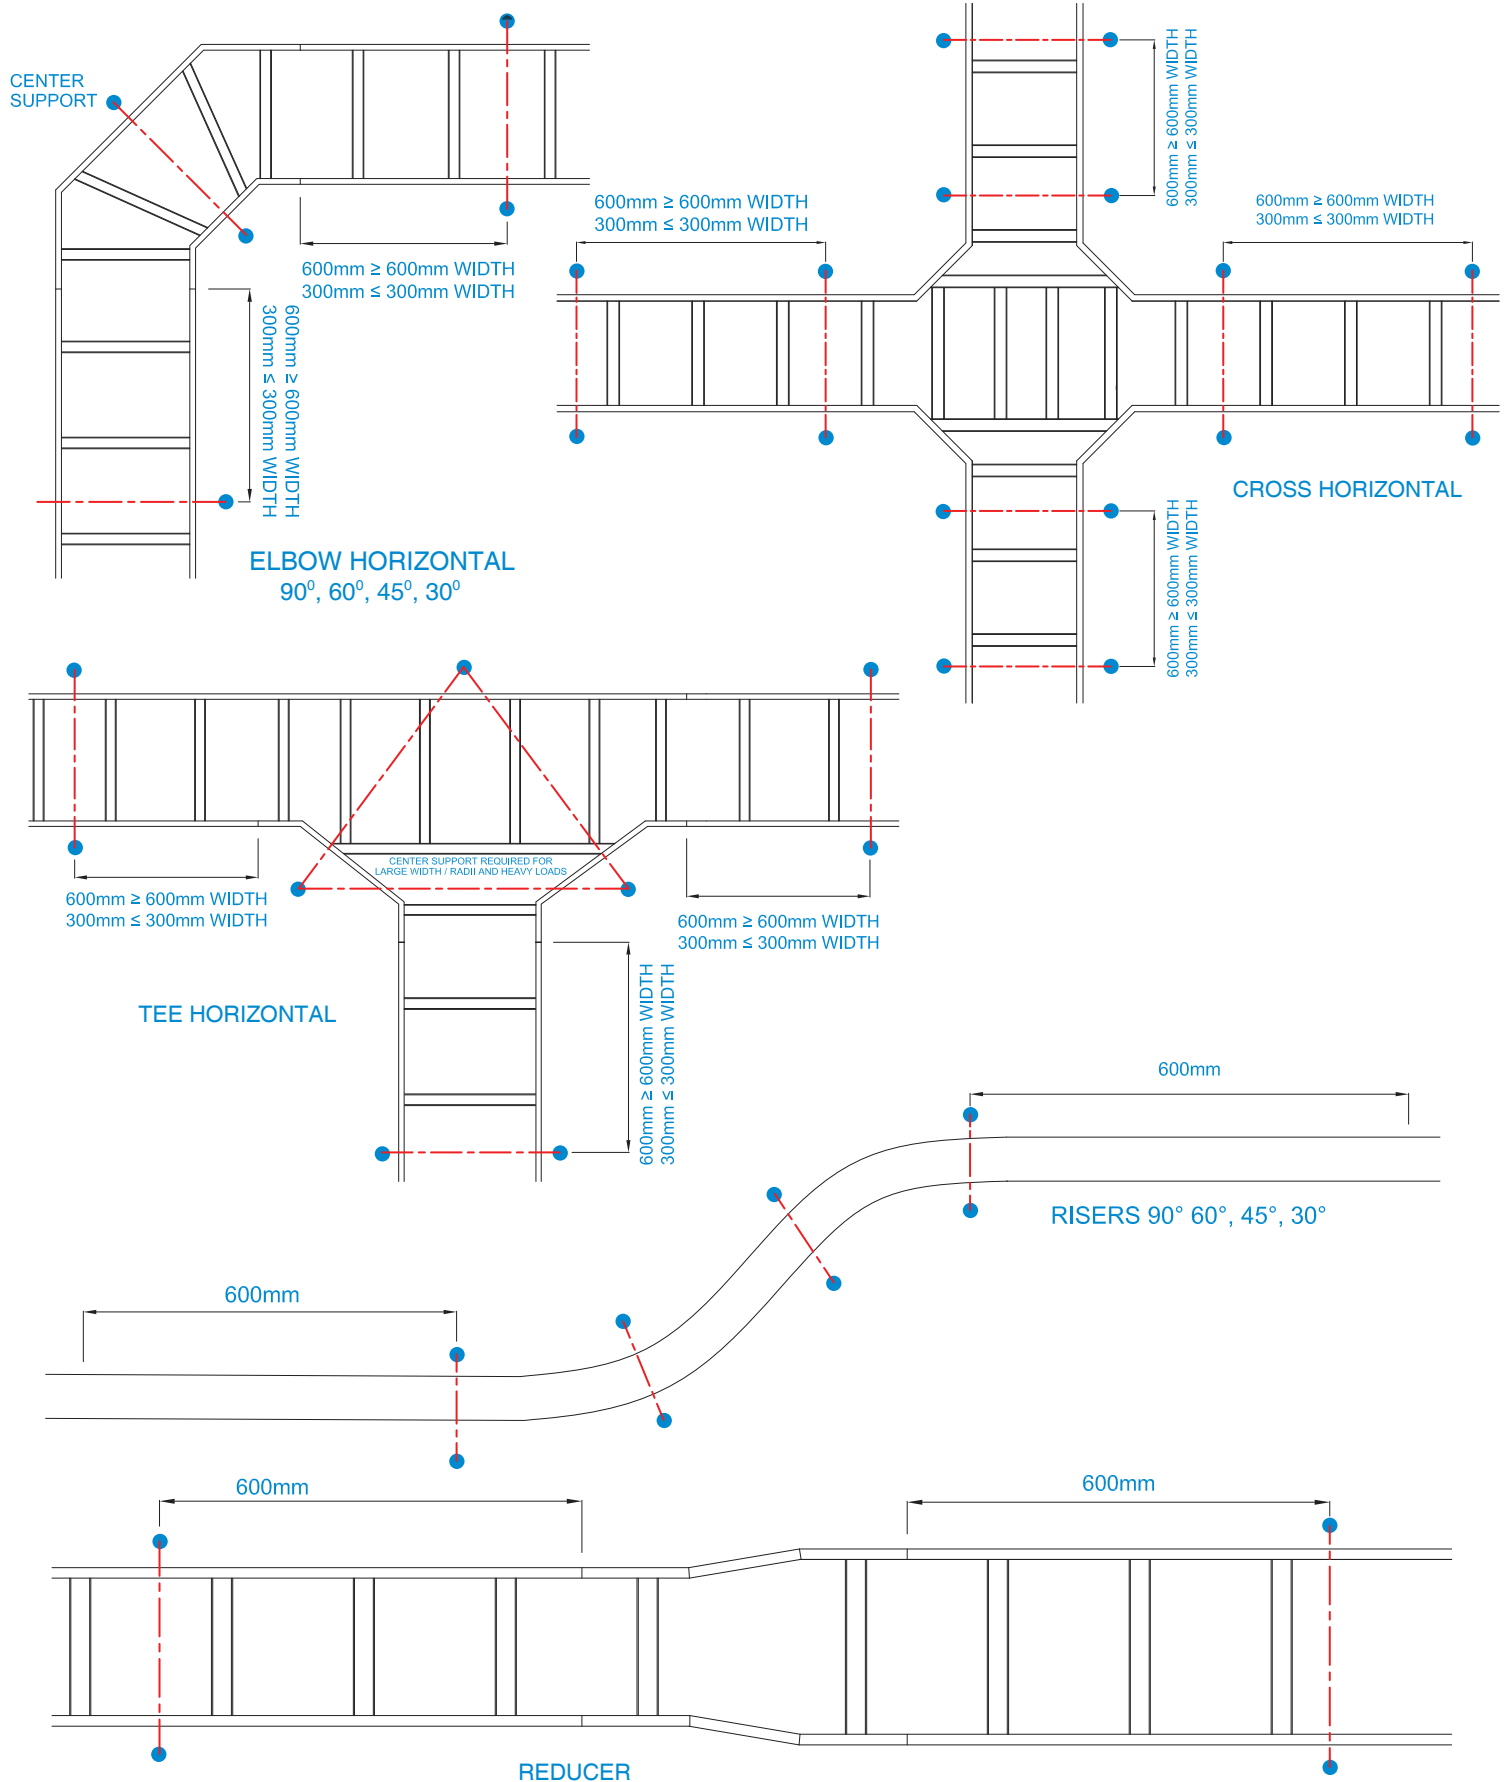 CENTER
SUPPORT
600mm ≥ 600mm WIDTH
300mm ≤ 300mm WIDTH
600mm ≥ 600mm WIDTH
300mm ≤ 300mm WIDTH
ELBOW HORIZONTAL
90⁰, 60⁰, 45⁰, 30⁰
600mm ≥ 600mm WIDTH
300mm ≤ 300mm WIDTH
600mm ≥ 600mm WIDTH
300mm ≤ 300mm WIDTH
600mm ≥ 600mm WIDTH
300mm ≤ 300mm WIDTH
CROSS HORIZONTAL
600mm ≥ 600mm WIDTH
300mm ≤ 300mm WIDTH
CENTER SUPPORT REQUIRED FOR
LARGE WIDTH / RADII AND HEAVY LOADS
600mm ≥ 600mm WIDTH
300mm ≤ 300mm WIDTH
600mm ≥ 600mm WIDTH
300mm ≤ 300mm WIDTH
600mm ≥ 600mm WIDTH
300mm ≤ 300mm WIDTH
TEE HORIZONTAL
600mm
RISERS 90° 60°, 45°, 30°
600mm
600mm
600mm
REDUCER